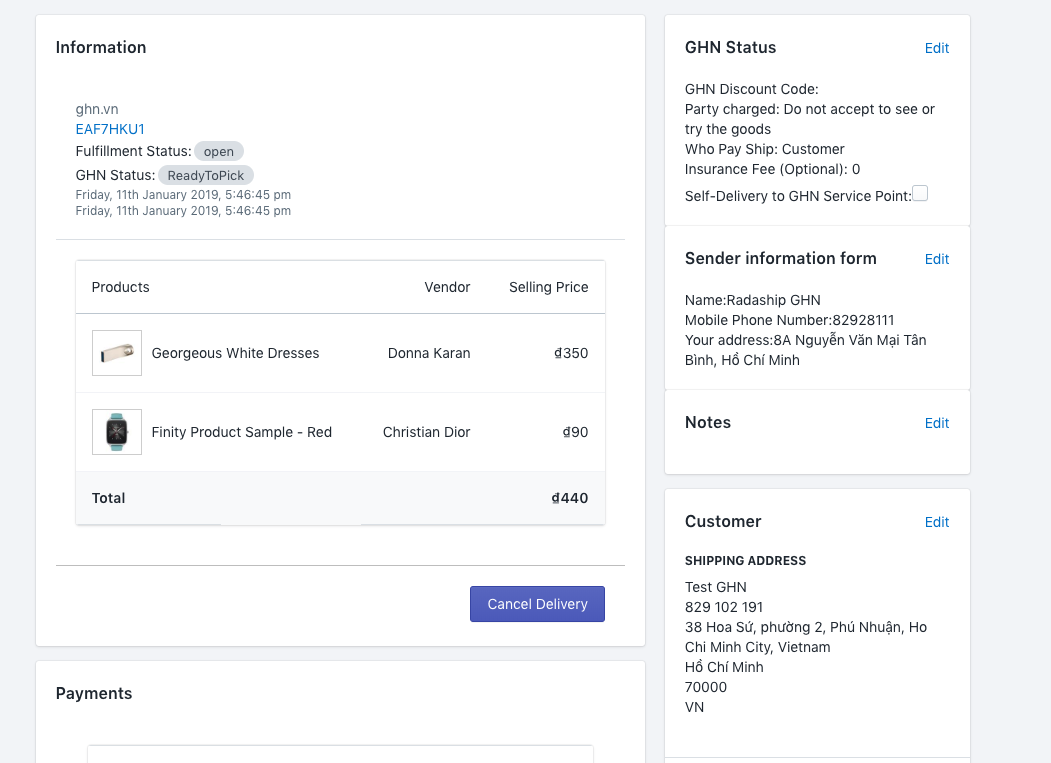 Information
ghn.vn
EAF7HKU1
Fulfillment Status: open
GHN Status: ReadyToPick
Friday, 11th January 2019, 5:46:45 pm
Friday, 11th January 2019, 5:46:45 pm
Products Vendor Selling Price
Georgeous White Dresses Donna Karan ₫350
Finity Product Sample - Red Christian Dior ₫90
Total ₫440
Cancel Delivery
Payments
GHN Status Edit
GHN Discount Code:
Party charged: Do not accept to see or
try the goods
Who Pay Ship: Customer
Insurance Fee (Optional): 0
Self-Delivery to GHN Service Point:
Sender information form Edit
Name:Radaship GHN
Mobile Phone Number:82928111
Your address:8A Nguyễn Văn Mại Tân
Bình, Hồ Chí Minh
Notes Edit
Customer Edit
SHIPPING ADDRESS
Test GHN
829 102 191
38 Hoa Sứ, phường 2, Phú Nhuận, Ho
Chi Minh City, Vietnam
Hồ Chí Minh
70000
VN